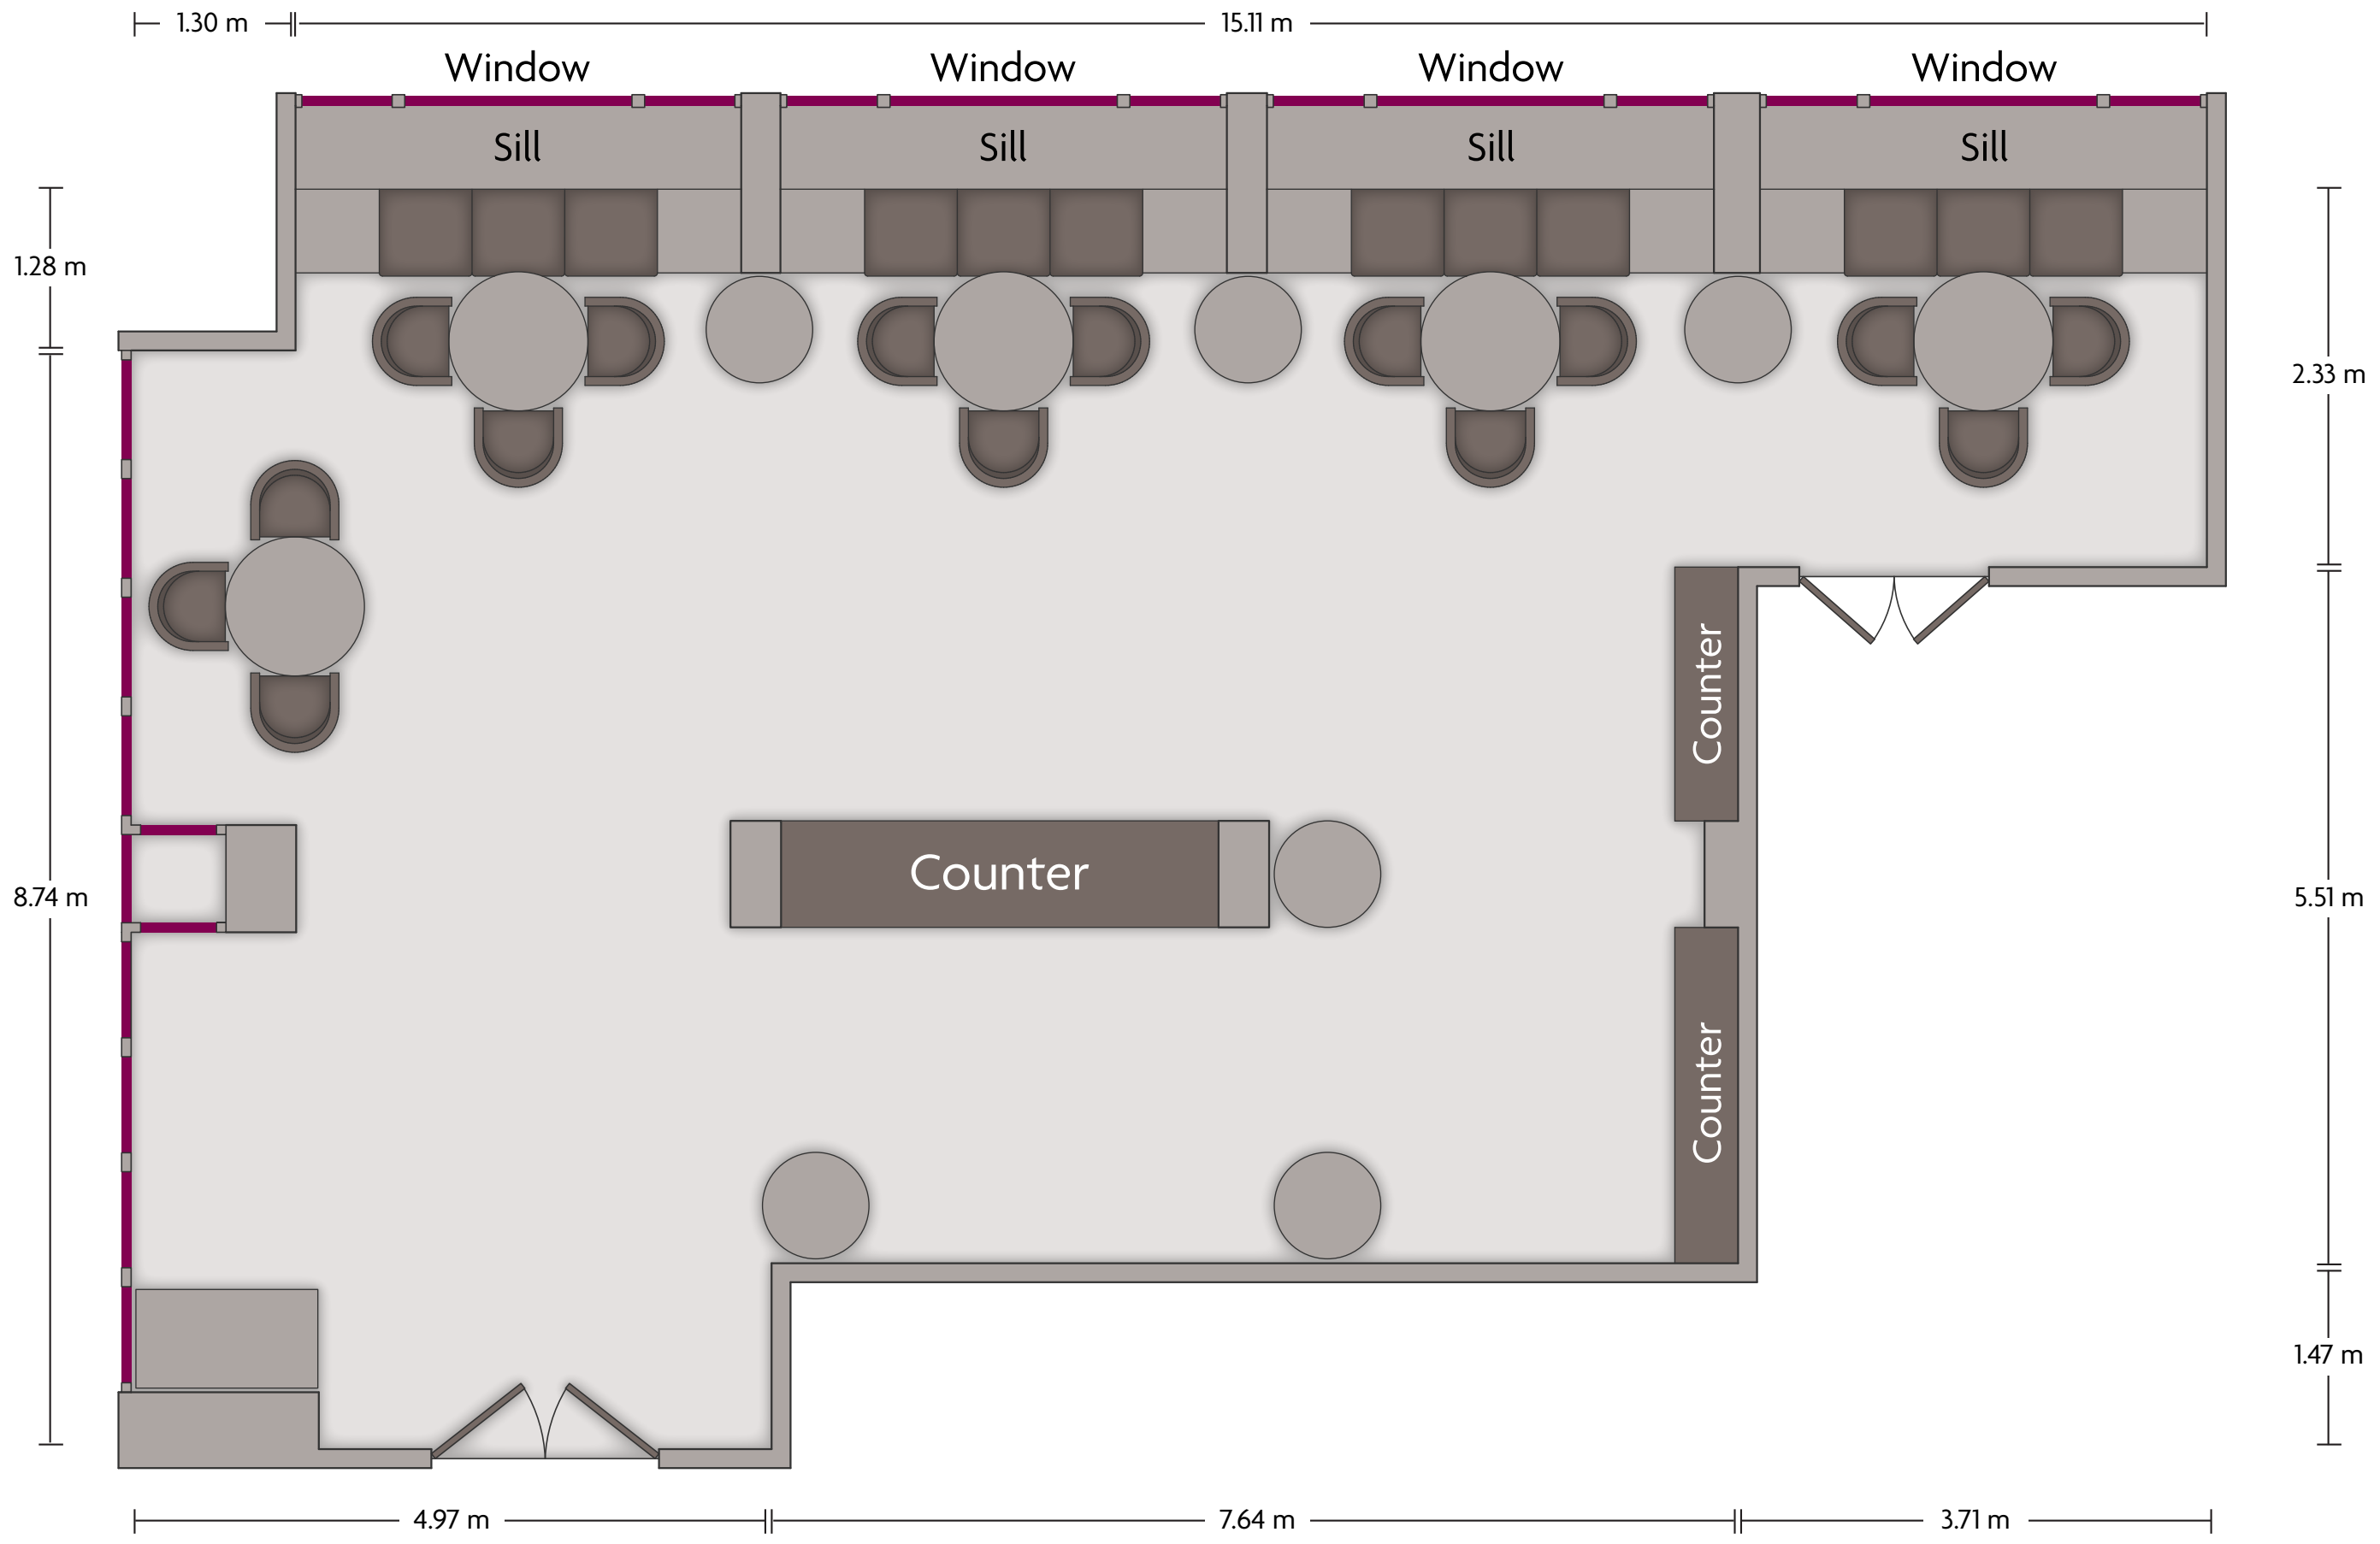 1.30 m
15.11 m
Window
Window
Window
Window
Sill
Sill
Sill
Sill
1.28 m
2.33 m
Counter
Counter
8.74 m
5.51 m
Counter
1.47 m
4.97 m
7.64 m
3.71 m